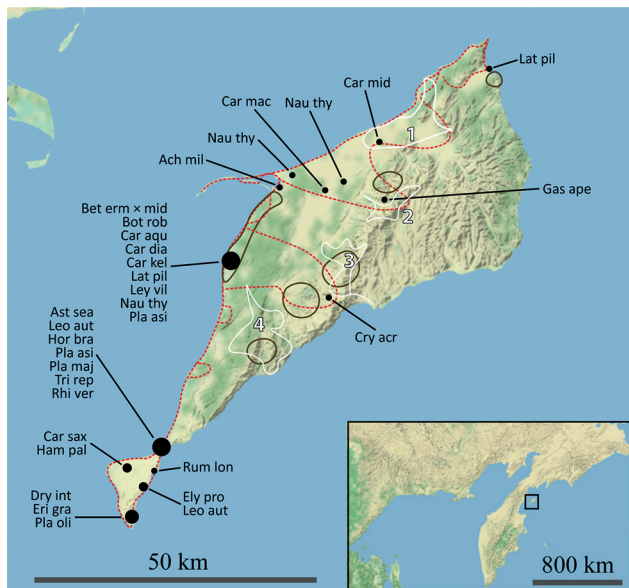 Lat pil
Car mid
Nau thy
Car mac
1
Nau thy
Ach mil
Gas ape
2
Bet erm × mid
Bot rob
Car aqu
Car dia
Car kel
Lat pil
Ley vil
Nau thy
Pla asi
3
Ast sea
Leo aut
Hor bra
Pla asi
Pla maj
Tri rep
Rhi ver
4
Cry acr
Car sax
Ham pal
Rum lon
Dry int
Eri gra
Pla oli
Ely pro
Leo aut
50 km
800 km